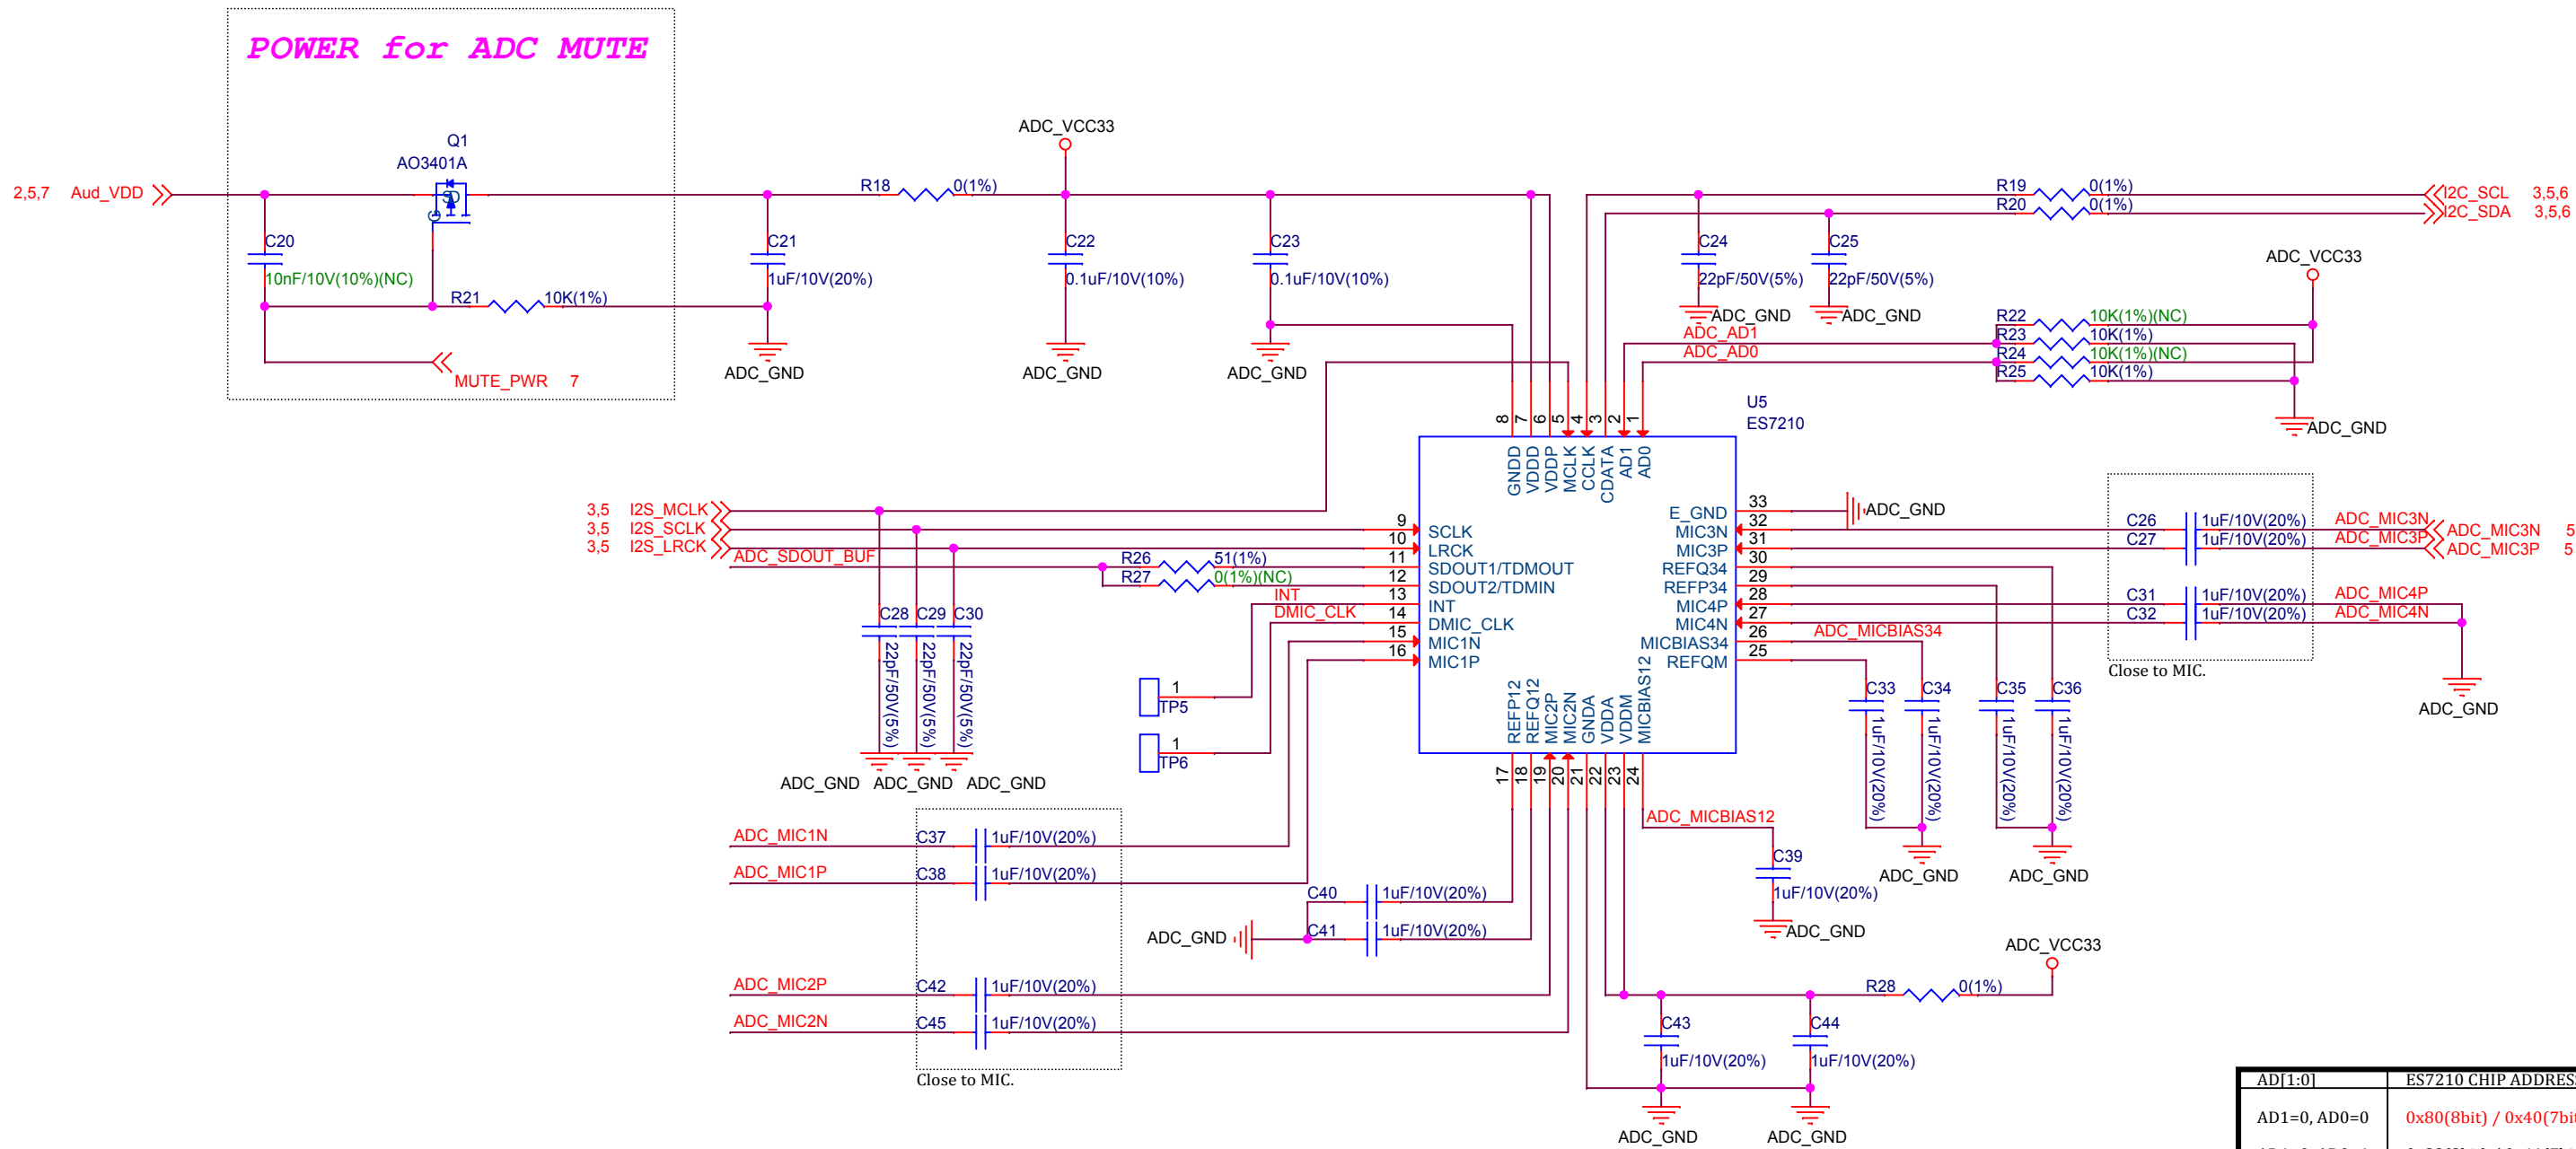 POWER for ADC MUTE
Q1
AO3401A
2,5,7 Aud_VDD
S
D
G
C20
10nF/10V(10%)(NC)
R21 10K(1%)
MUTE_PWR 7
C21
1uF/10V(20%)
ADC_GND
R18 0(1%)
ADC_VCC33
C22
0.1uF/10V(10%)
ADC_GND
C23
0.1uF/10V(10%)
ADC_GND
R19 0(1%)
I2C_SCL 3,5,6
R20 0(1%)
I2C_SDA 3,5,6
C24
22pF/50V(5%)
ADC_GND
C25
22pF/50V(5%)
ADC_GND
ADC_VCC33
ADC_AD1
ADC_AD0
R22 10K(1%)(NC)
R23 10K(1%)
R24 10K(1%)(NC)
R25 10K(1%)
ADC_GND
U5
ES7210
8 7 6 5 4 3 2 1
GNDD VDDD VDDP MCLK CCLK CDATA AD1 AD0
3,5 I2S_MCLK
3,5 I2S_SCLK
3,5 I2S_LRCK
ADC_SDOUT_BUF
R26 51(1%)
R27 0(1%)(NC)
INT
DMIC_CLK
9 SCLK
10 LRCK
11 SDOUT1/TDMOUT
12 SDOUT2/TDMIN
13 INT
14 DMIC_CLK
15 MIC1N
16 MIC1P
E_GND 33
MIC3N 32
MIC3P 31
REFQ34 30
REFP34 29
MIC4P 28
MIC4N 27
MICBIAS34 26
REFQM 25
ADC_GND
ADC_MICBIAS34
C26 1uF/10V(20%) ADC_MIC3N
C27 1uF/10V(20%) ADC_MIC3P
ADC_MIC3N 5
ADC_MIC3P 5
C31 1uF/10V(20%) ADC_MIC4P
C32 1uF/10V(20%) ADC_MIC4N
Close to MIC.
ADC_GND
C28 C29 C30
22pF/50V(5%) 22pF/50V(5%) 22pF/50V(5%)
ADC_GND ADC_GND ADC_GND
1
TP5
1
TP6
C33 C34 C35 C36
1uF/10V(20%) 1uF/10V(20%) 1uF/10V(20%) 1uF/10V(20%)
ADC_GND ADC_GND
REFP12 REFQ12 MIC2P MIC2N GNDA VDDA VDDM MICBIAS12
17 18 19 20 21 22 23 24
ADC_MICBIAS12
C39
1uF/10V(20%)
ADC_GND
ADC_MIC1N C37 1uF/10V(20%)
ADC_MIC1P C38 1uF/10V(20%)
C40 1uF/10V(20%)
ADC_GND C41 1uF/10V(20%)
ADC_MIC2P C42 1uF/10V(20%)
ADC_MIC2N C45 1uF/10V(20%)
Close to MIC.
ADC_VCC33
R28 0(1%)
C43
1uF/10V(20%)
C44
1uF/10V(20%)
ADC_GND ADC_GND
AD[1:0] ES7210 CHIP ADDRES
AD1=0, AD0=0 0x80(8bit) / 0x40(7bi